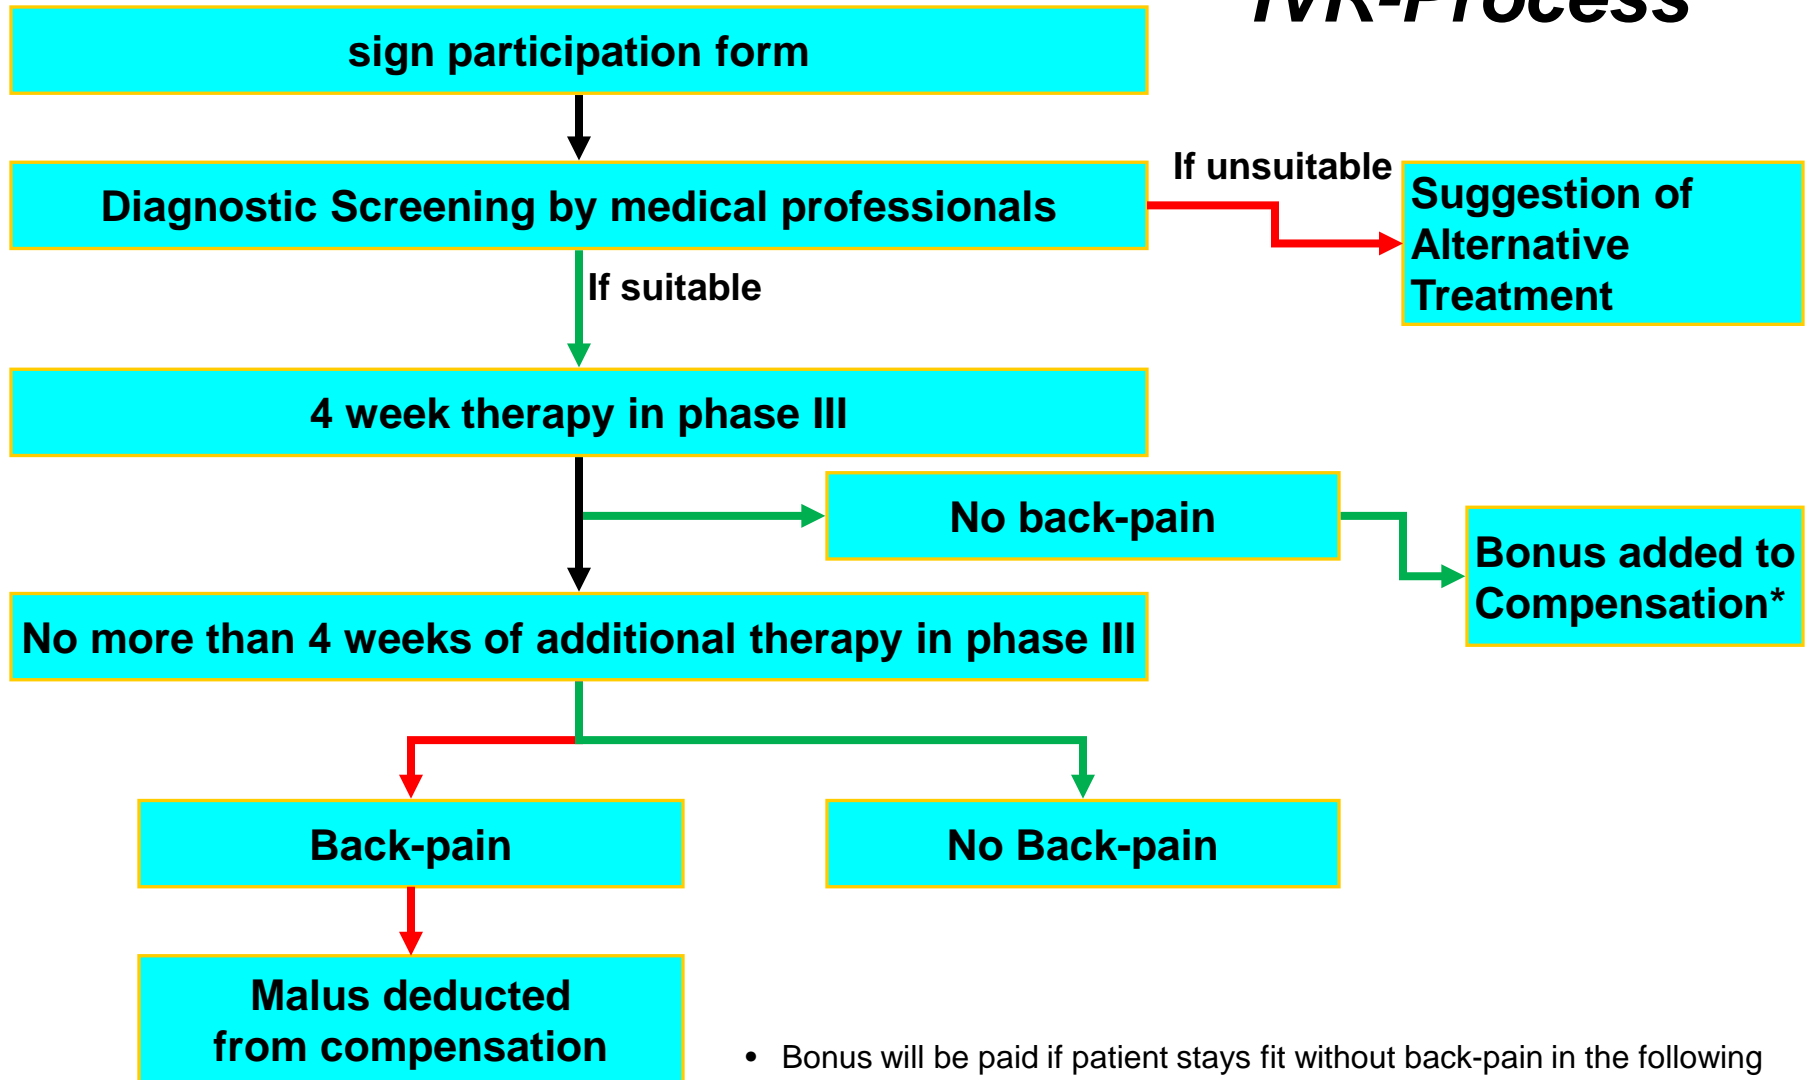 IVR-Process
sign participation form
Diagnostic Screening by medical professionals
If unsuitable
Suggestion of
Alternative
Treatment
If suitable
4 week therapy in phase III
No back-pain
Bonus added to
Compensation*
No more than 4 weeks of additional therapy in phase III
Back-pain
No Back-pain
Malus deducted
from compensation
• Bonus will be paid if patient stays fit without back-pain in the following